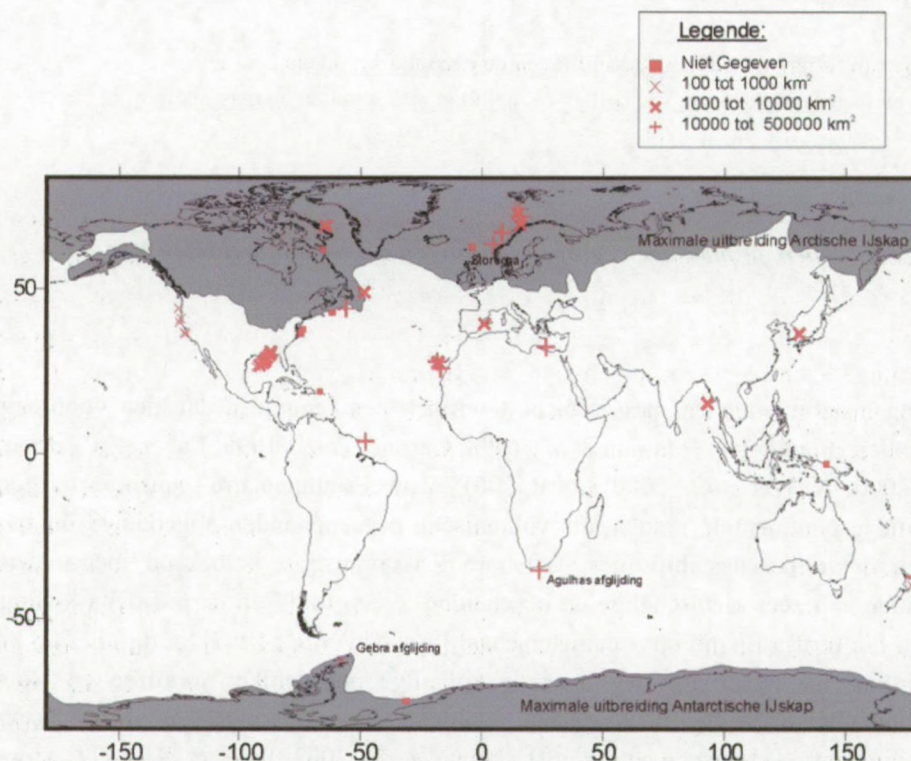 Legende:
Niet Gegeven
100 tot 1000 km²
1000 tot 10000 km²
10000 tot 500000 km²
Maximale uitbreiding Arctische IJskap
Storegga
50
0
Agulhas afglijding
-50
Gebra afglijding
Maximale uitbreiding Antarctische IJskap
-150
-100
-50
0
50
100
150